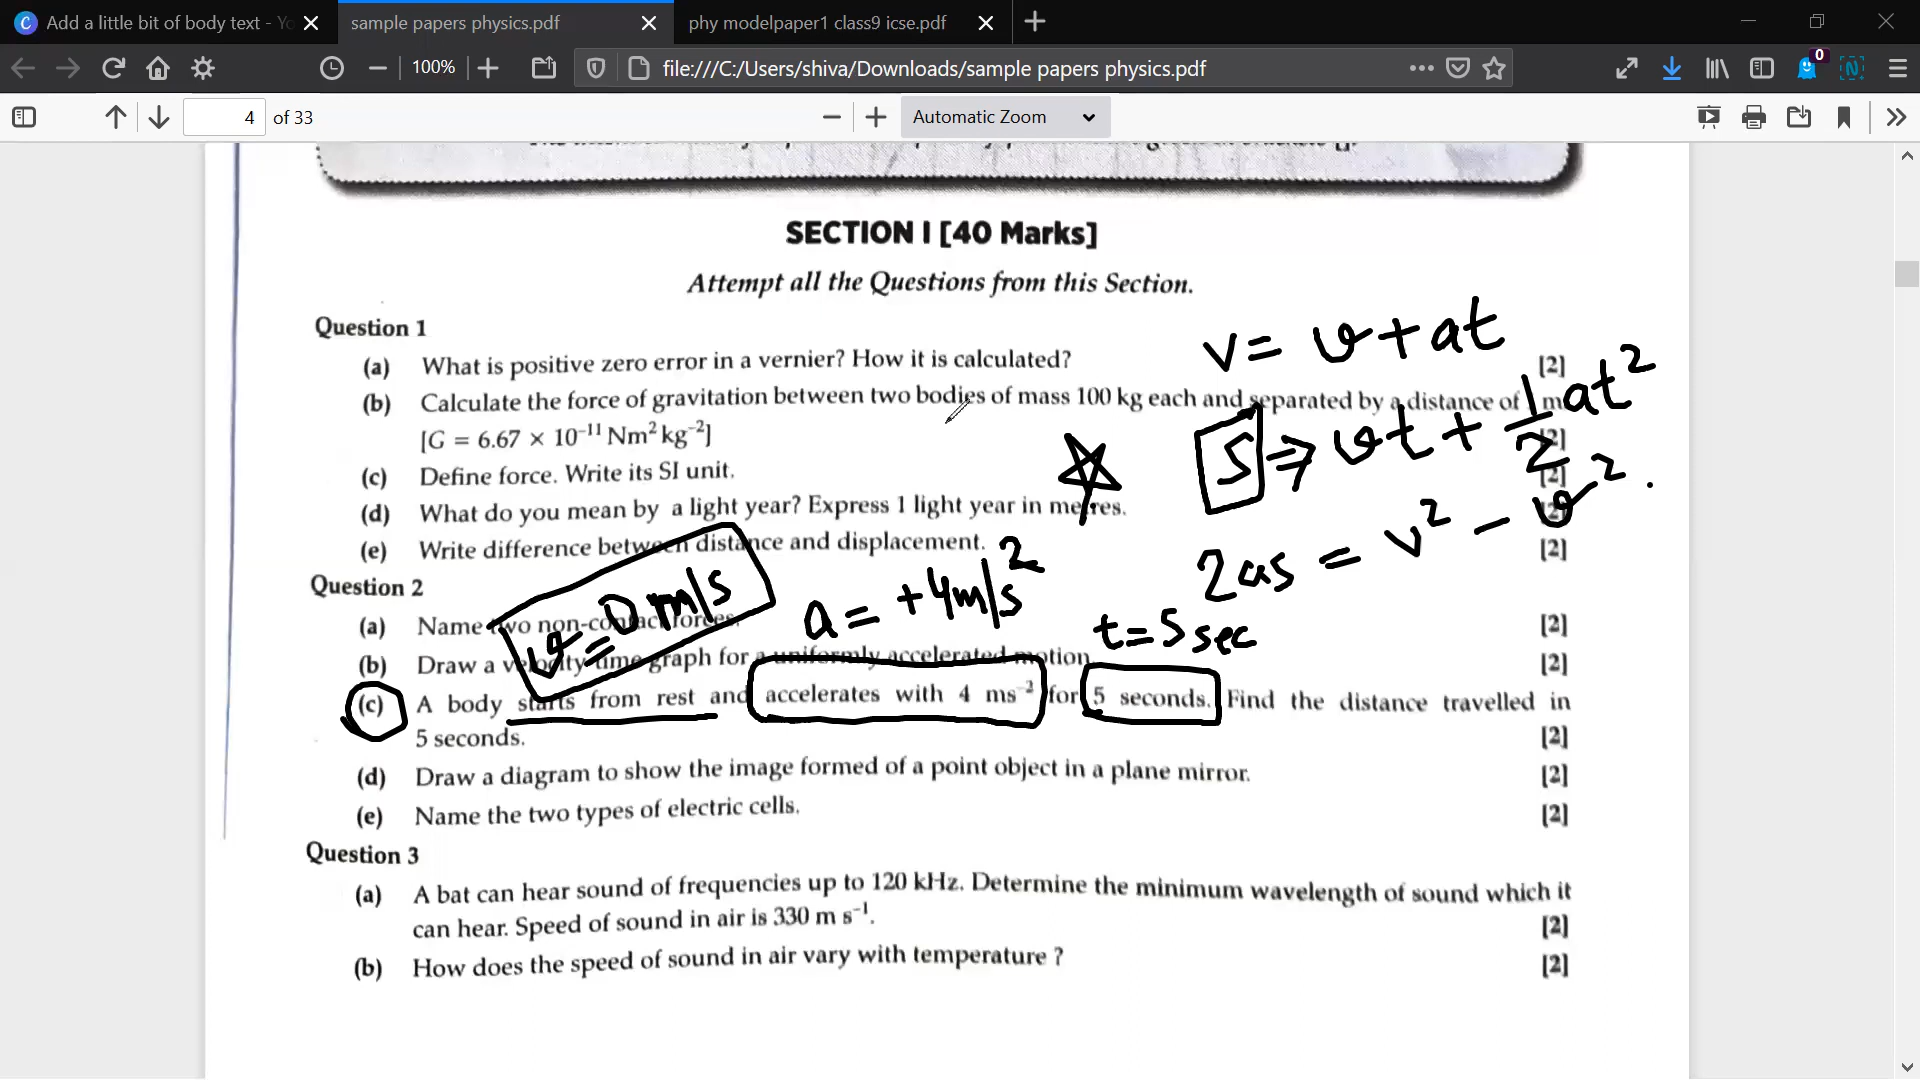 Add a little bit of body text - Yo
sample papers physics.pdf
phy modelpaper1 class9 icse.pdf
100%
file:///C:/Users/shiva/Downloads/sample papers physics.pdf
0
N
4 of 33
Automatic Zoom
SECTION I [40 Marks]
Attempt all the Questions from this Section.
Question 1
(a) What is positive zero error in a vernier? How it is calculated? [2]
(b) Calculate the force of gravitation between two bodies of mass 100 kg each and separated by a distance of 1 m
[G = 6.67 × 10⁻¹¹ Nm² kg⁻²] [2]
(c) Define force. Write its SI unit. [2]
(d) What do you mean by a light year? Express 1 light year in metres. [2]
(e) Write difference between distance and displacement. [2]
v = u + at
S ⇒ ut + 1/2 at²
2as = v² - u².
u = 0 m/s
a = +4m/s²
t = 5 sec
Question 2
(a) Name two non-contact forces. [2]
(b) Draw a velocity-time graph for a uniformly accelerated motion. [2]
(c) A body starts from rest and accelerates with 4 ms⁻² for 5 seconds. Find the distance travelled in
5 seconds. [2]
(d) Draw a diagram to show the image formed of a point object in a plane mirror. [2]
(e) Name the two types of electric cells. [2]
Question 3
(a) A bat can hear sound of frequencies up to 120 kHz. Determine the minimum wavelength of sound which it
can hear. Speed of sound in air is 330 m s⁻¹. [2]
(b) How does the speed of sound in air vary with temperature ? [2]